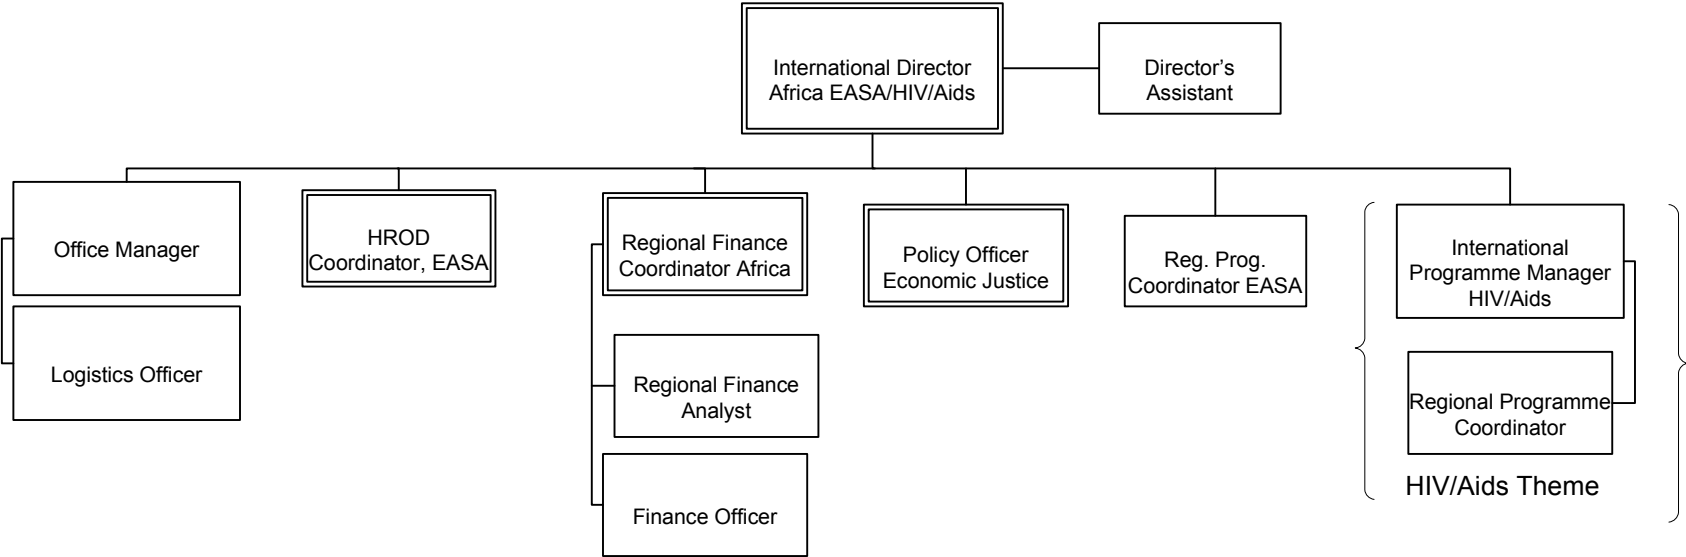 International Director
Africa EASA/HIV/Aids
Director’s
Assistant
Office Manager
HROD
Coordinator, EASA
Regional Finance
Coordinator Africa
Policy Officer
Economic Justice
Reg. Prog.
Coordinator EASA
International
Programme Manager
HIV/Aids
Logistics Officer
Regional Finance
Analyst
Regional Programme
Coordinator
Finance Officer
HIV/Aids Theme